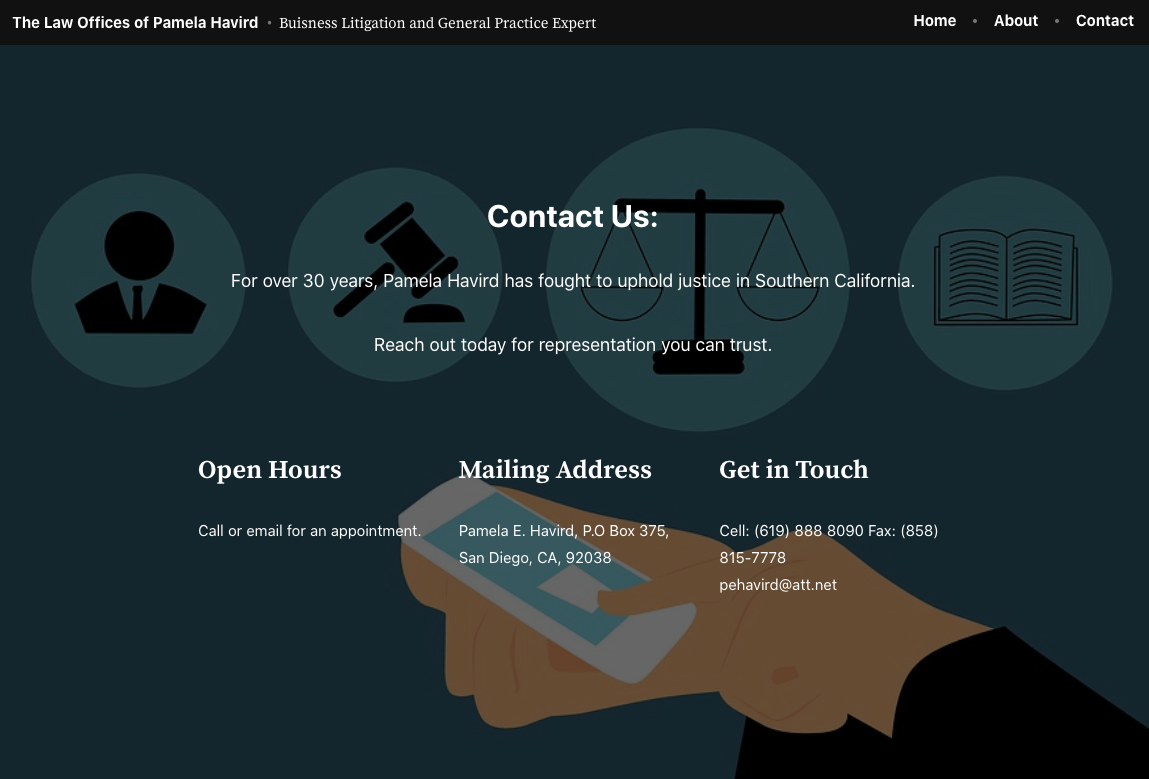 The Law Offices of Pamela Havird • Buisness Litigation and General Practice Expert
Home • About • Contact
Contact Us:
For over 30 years, Pamela Havird has fought to uphold justice in Southern California.
Reach out today for representation you can trust.
Open Hours
Call or email for an appointment.
Mailing Address
Pamela E. Havird, P.O Box 375,
San Diego, CA, 92038
Get in Touch
Cell: (619) 888 8090 Fax: (858)
815-7778
pehavird@att.net